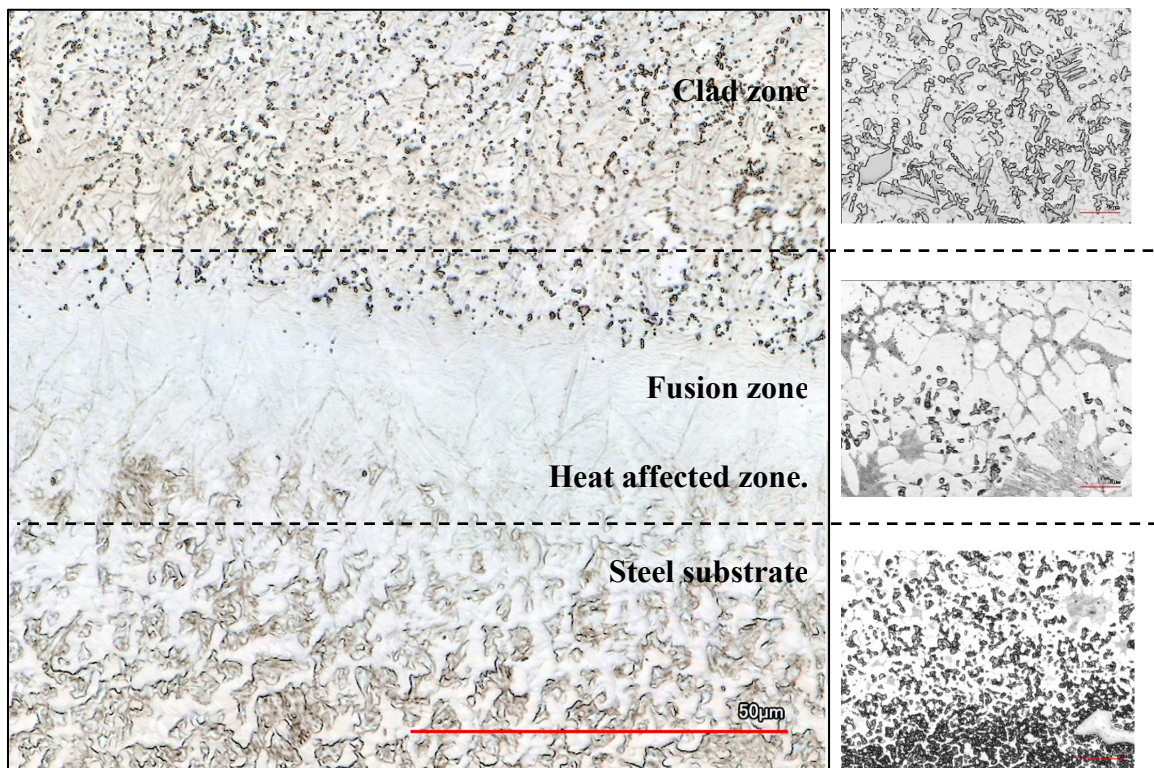 Clad zone
Fusion zone
Heat affected zone.
Steel substrate
50μm